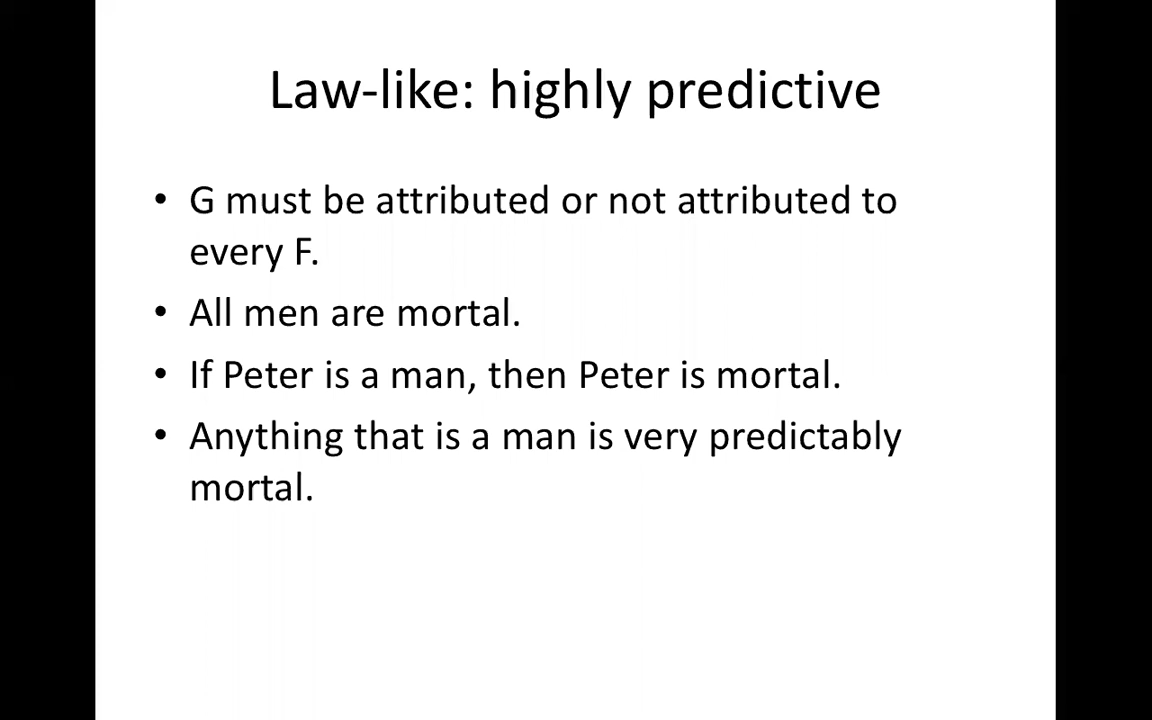 Law-like: highly predictive
• G must be attributed or not attributed to
every F.
• All men are mortal.
• If Peter is a man, then Peter is mortal.
• Anything that is a man is very predictably
mortal.